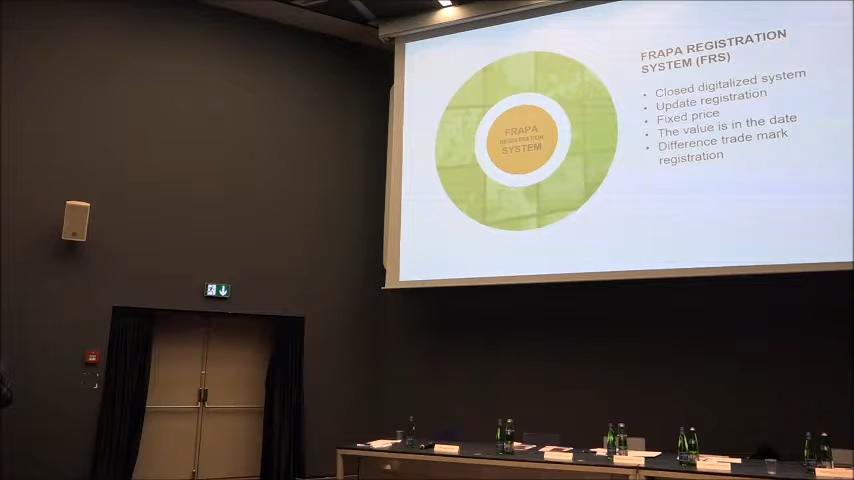 FRAPA REGISTRATION
SYSTEM (FRS)
• Closed digitalized system
• Update registration
• Fixed price
• The value is in the date
• Difference trade mark
registration
FRAPA
REGISTRATION
SYSTEM